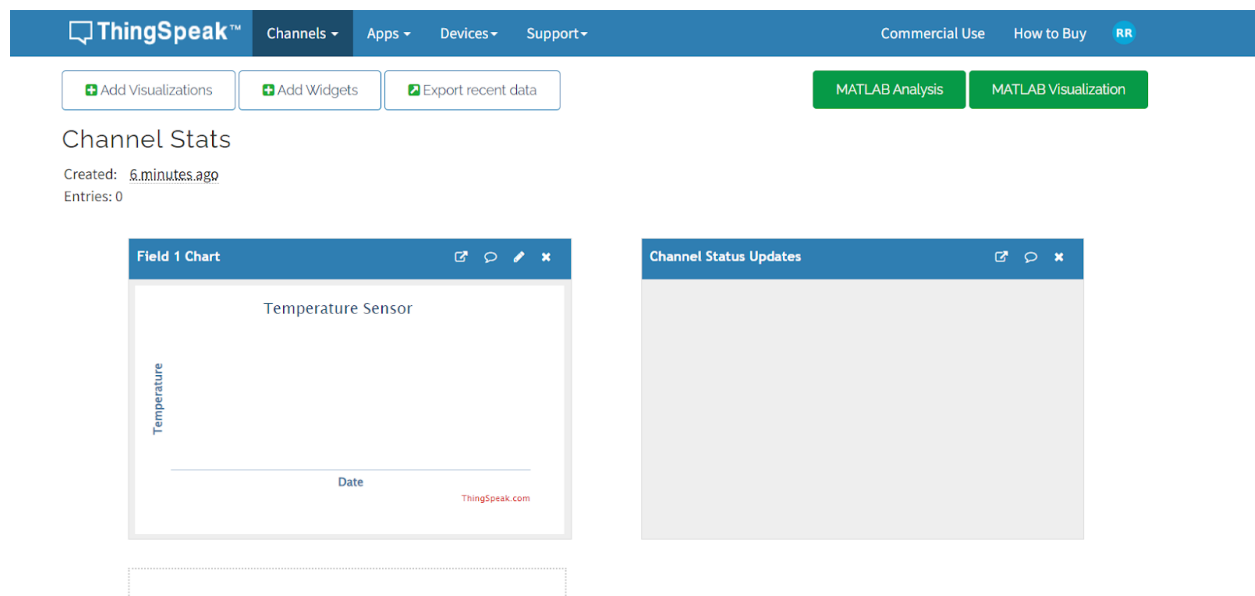 ThingSpeak™ Channels Apps Devices Support Commercial Use How to Buy RR
Add Visualizations Add Widgets Export recent data MATLAB Analysis MATLAB Visualization
Channel Stats
Created: 6 minutes ago
Entries: 0
Field 1 Chart
Temperature Sensor
Temperature
Date
ThingSpeak.com
Channel Status Updates